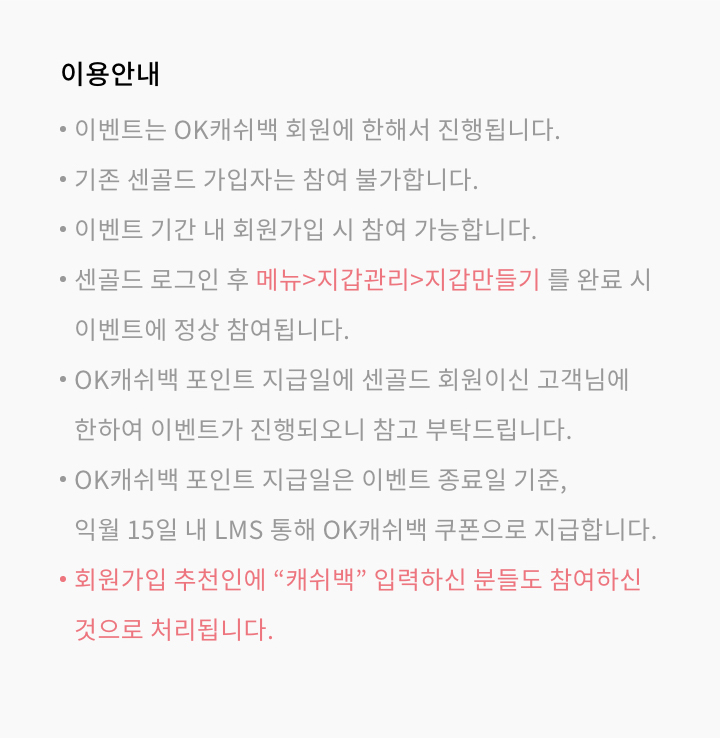 이용안내
• 이벤트는 OK캐쉬백 회원에 한해서 진행됩니다.
• 기존 센골드 가입자는 참여 불가합니다.
• 이벤트 기간 내 회원가입 시 참여 가능합니다.
• 센골드 로그인 후 메뉴>지갑관리>지갑만들기 를 완료 시
이벤트에 정상 참여됩니다.
• OK캐쉬백 포인트 지급일에 센골드 회원이신 고객님에
한하여 이벤트가 진행되오니 참고 부탁드립니다.
• OK캐쉬백 포인트 지급일은 이벤트 종료일 기준,
익월 15일 내 LMS 통해 OK캐쉬백 쿠폰으로 지급합니다.
• 회원가입 추천인에 “캐쉬백” 입력하신 분들도 참여하신
것으로 처리됩니다.